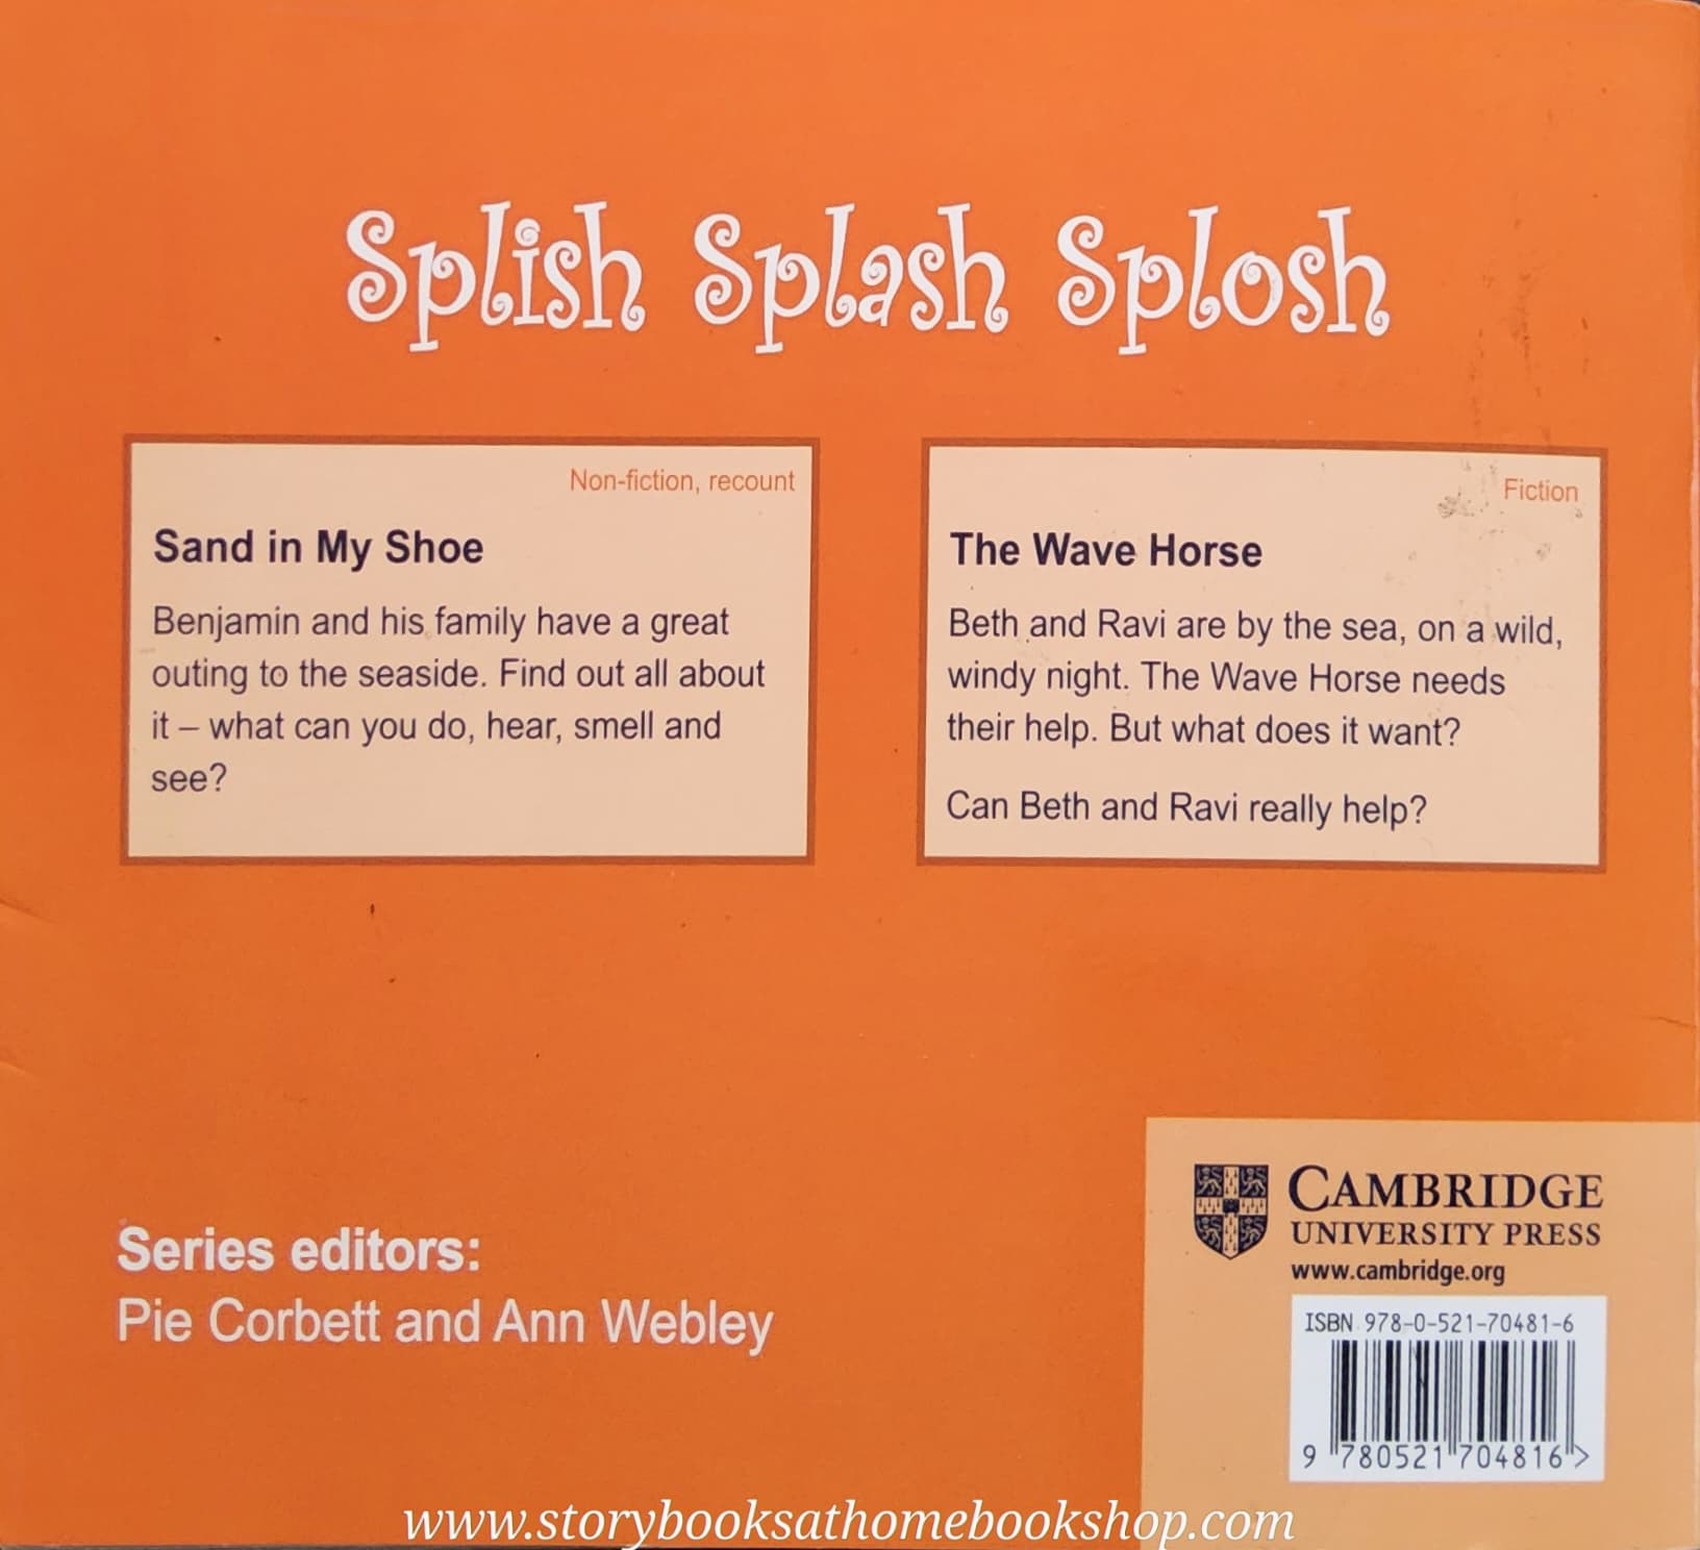 Splish Splash Splosh
Non-fiction, recount
Sand in My Shoe
Benjamin and his family have a great
outing to the seaside. Find out all about
it – what can you do, hear, smell and
see?
Fiction
The Wave Horse
Beth and Ravi are by the sea, on a wild,
windy night. The Wave Horse needs
their help. But what does it want?
Can Beth and Ravi really help?
Series editors:
Pie Corbett and Ann Webley
CAMBRIDGE
UNIVERSITY PRESS
www.cambridge.org
ISBN 978-0-521-70481-6
9 780521 704816 >
www.storybooksathomebookshop.com